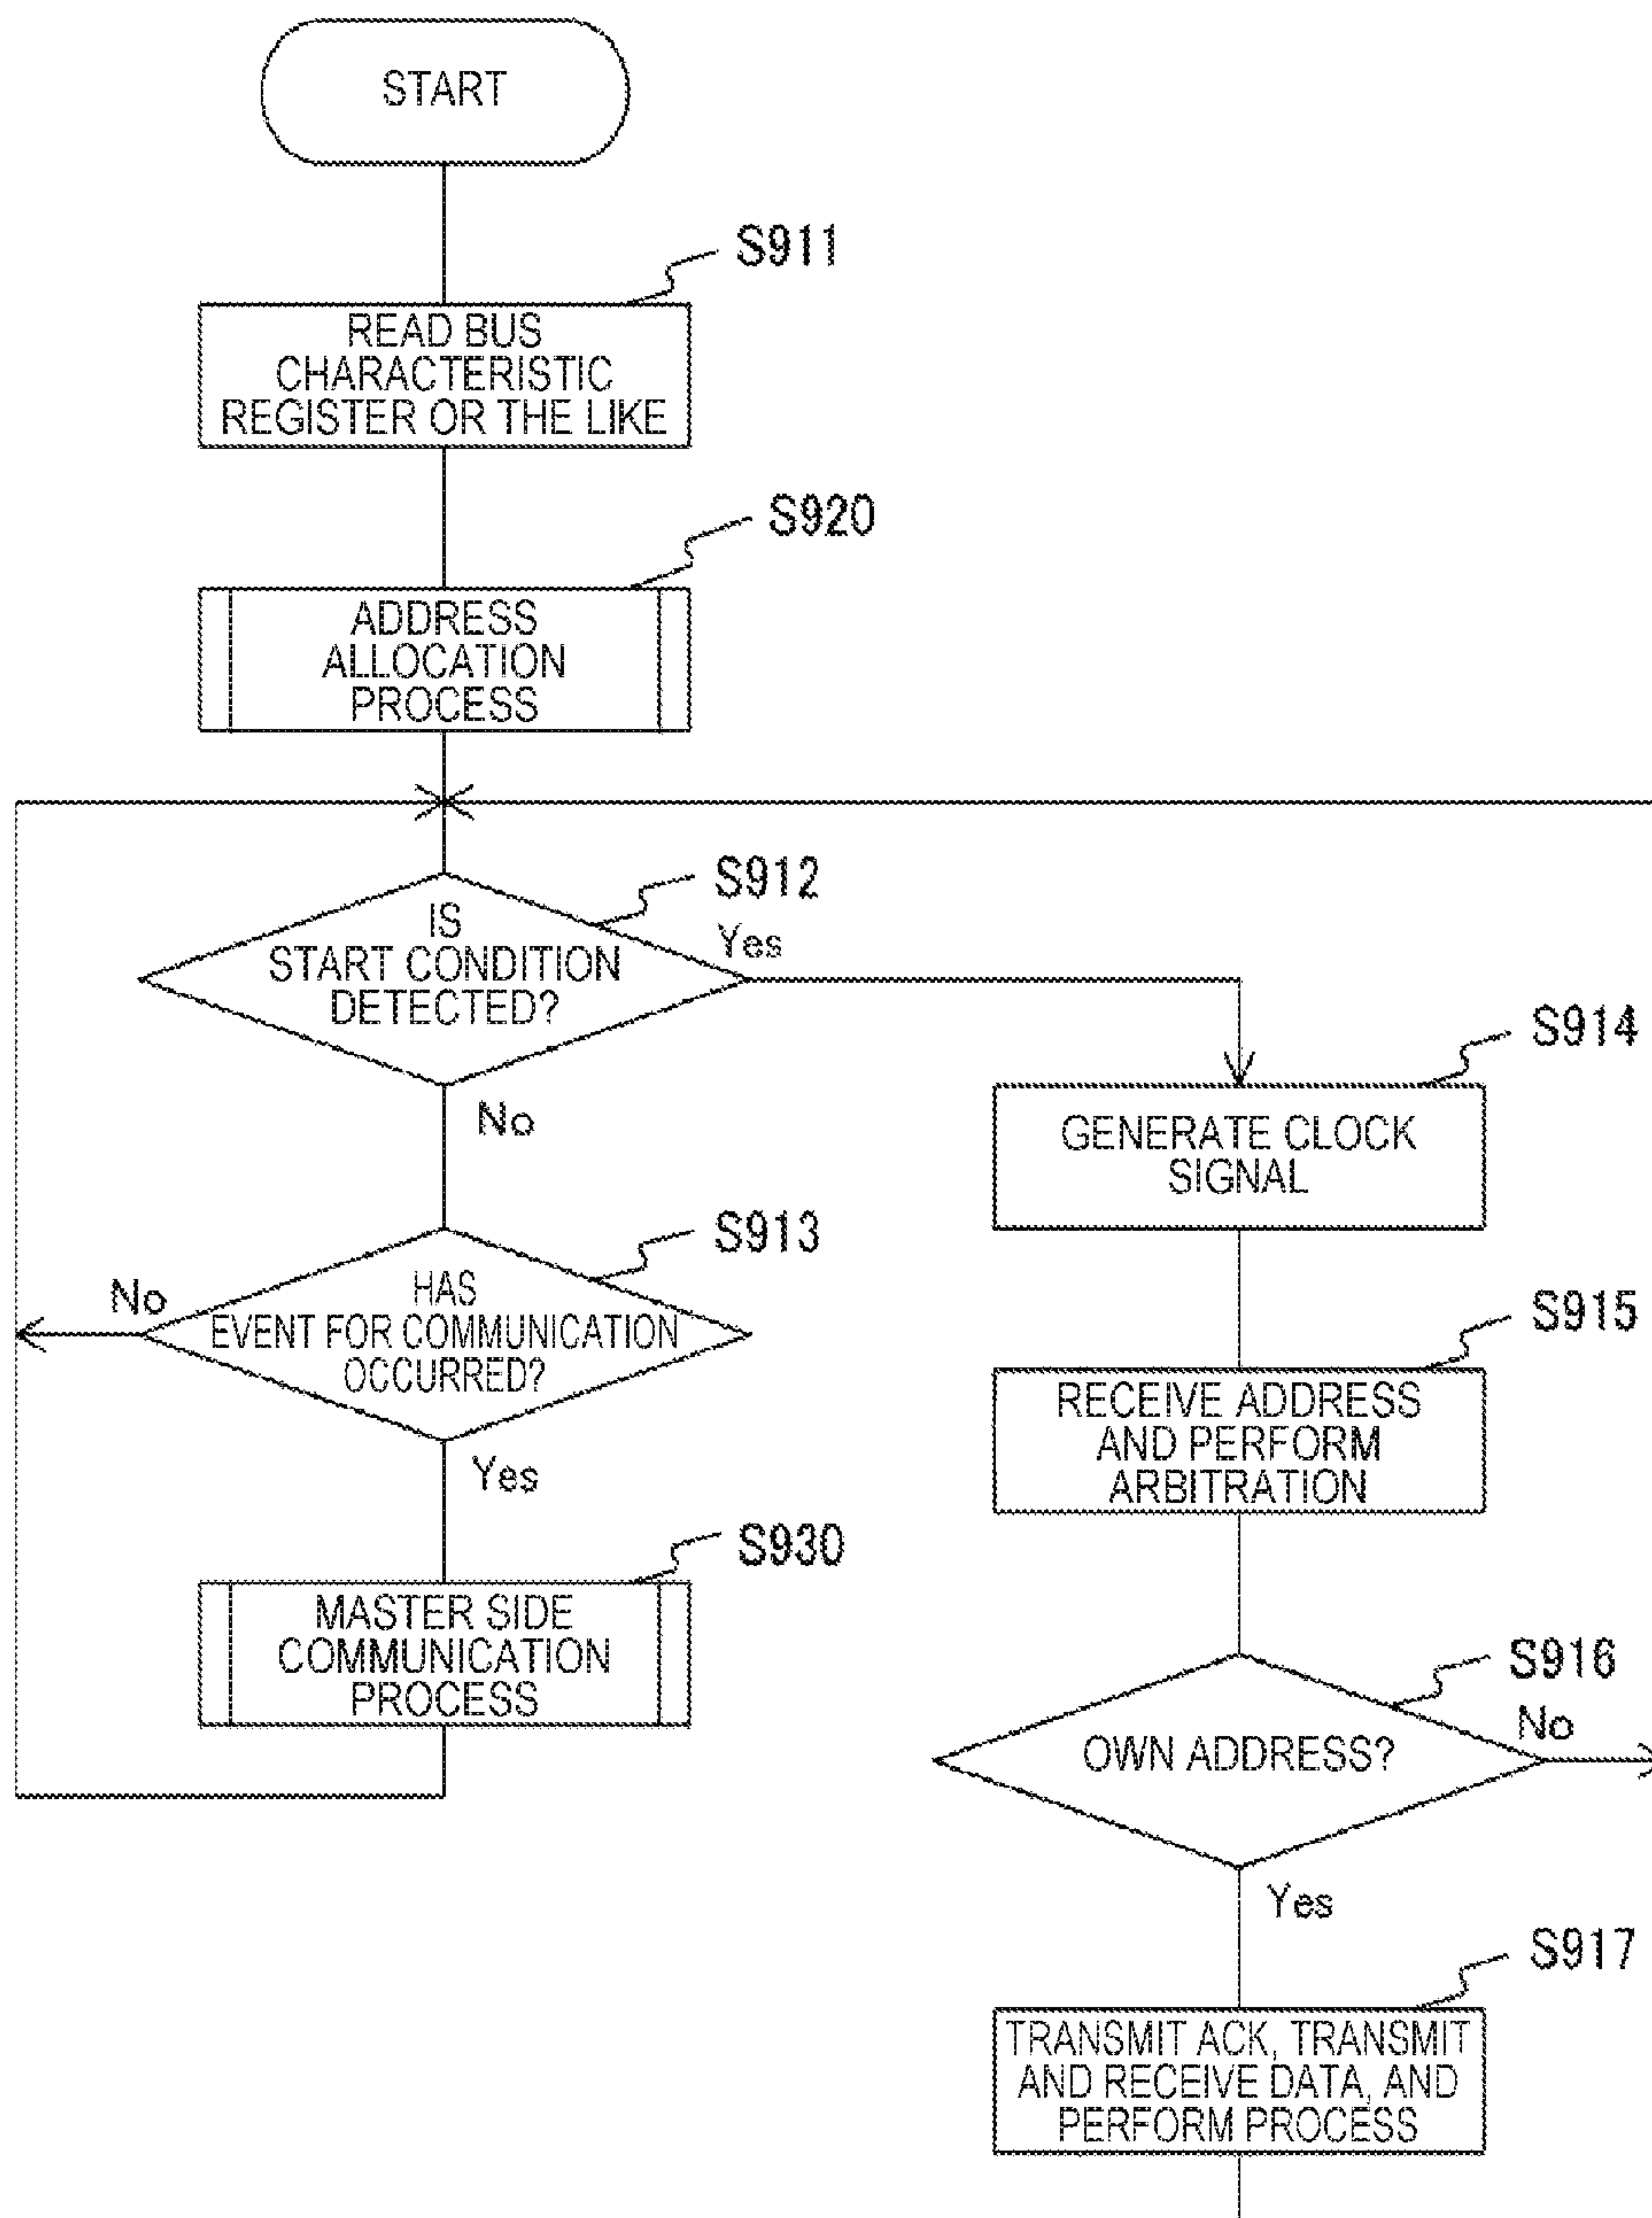 START
S911
READ BUS
CHARACTERISTIC
REGISTER OR THE LIKE
S920
ADDRESS
ALLOCATION
PROCESS
S912
IS
START CONDITION
DETECTED?
Yes
No
S913
HAS
EVENT FOR COMMUNICATION
OCCURRED?
No
Yes
S930
MASTER SIDE
COMMUNICATION
PROCESS
S914
GENERATE CLOCK
SIGNAL
S915
RECEIVE ADDRESS
AND PERFORM
ARBITRATION
S916
OWN ADDRESS?
No
Yes
S917
TRANSMIT ACK, TRANSMIT
AND RECEIVE DATA, AND
PERFORM PROCESS